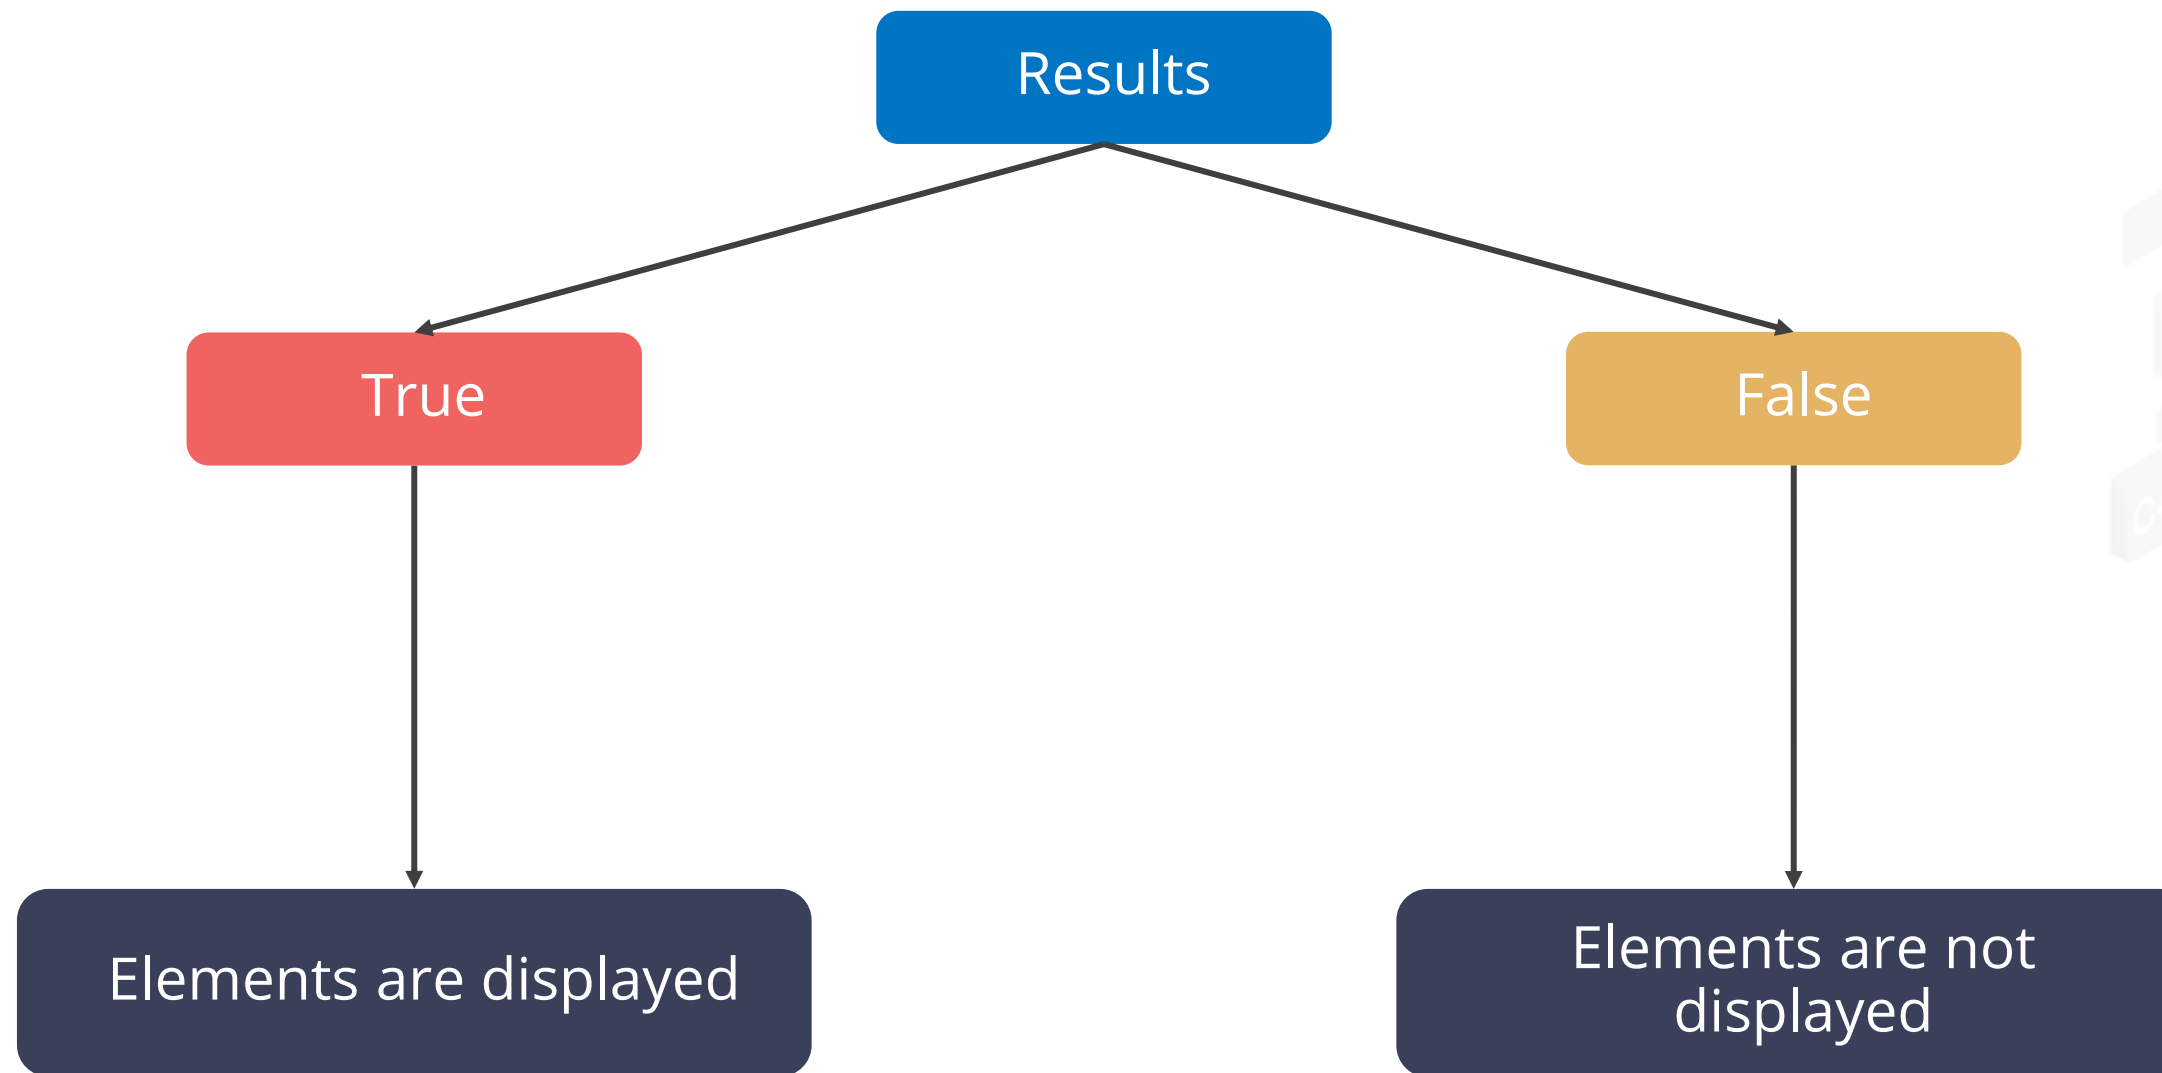 Results
True
False
Elements are displayed
Elements are not
displayed